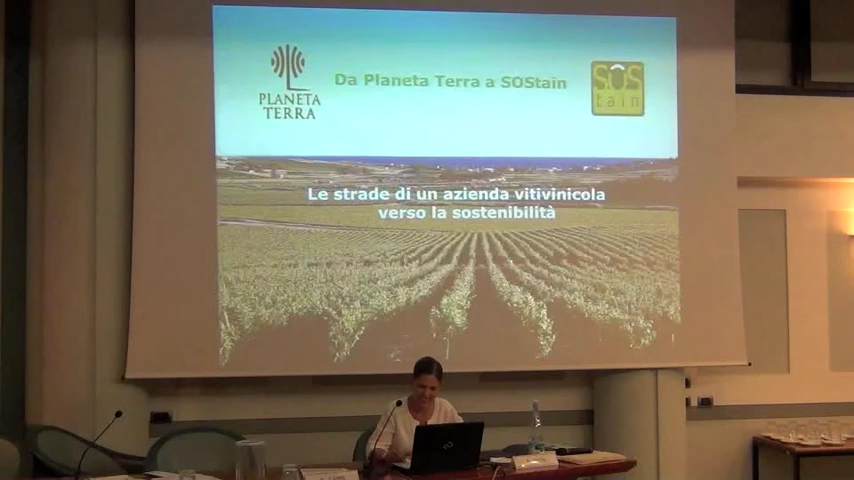 PLANETA
TERRA
Da Planeta Terra a SOStain
SOS
tain
Le strade di un azienda vitivinicola
verso la sostenibilità